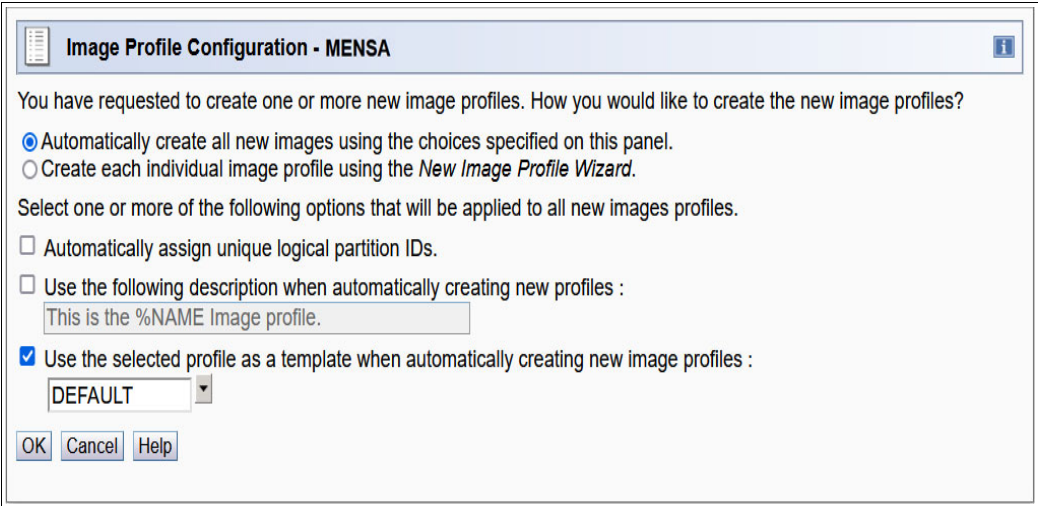 Image Profile Configuration - MENSA
i
You have requested to create one or more new image profiles. How you would like to create the new image profiles?
Automatically create all new images using the choices specified on this panel.
Create each individual image profile using the New Image Profile Wizard.
Select one or more of the following options that will be applied to all new images profiles.
Automatically assign unique logical partition IDs.
Use the following description when automatically creating new profiles :
This is the %NAME Image profile.
Use the selected profile as a template when automatically creating new image profiles :
DEFAULT
OK Cancel Help